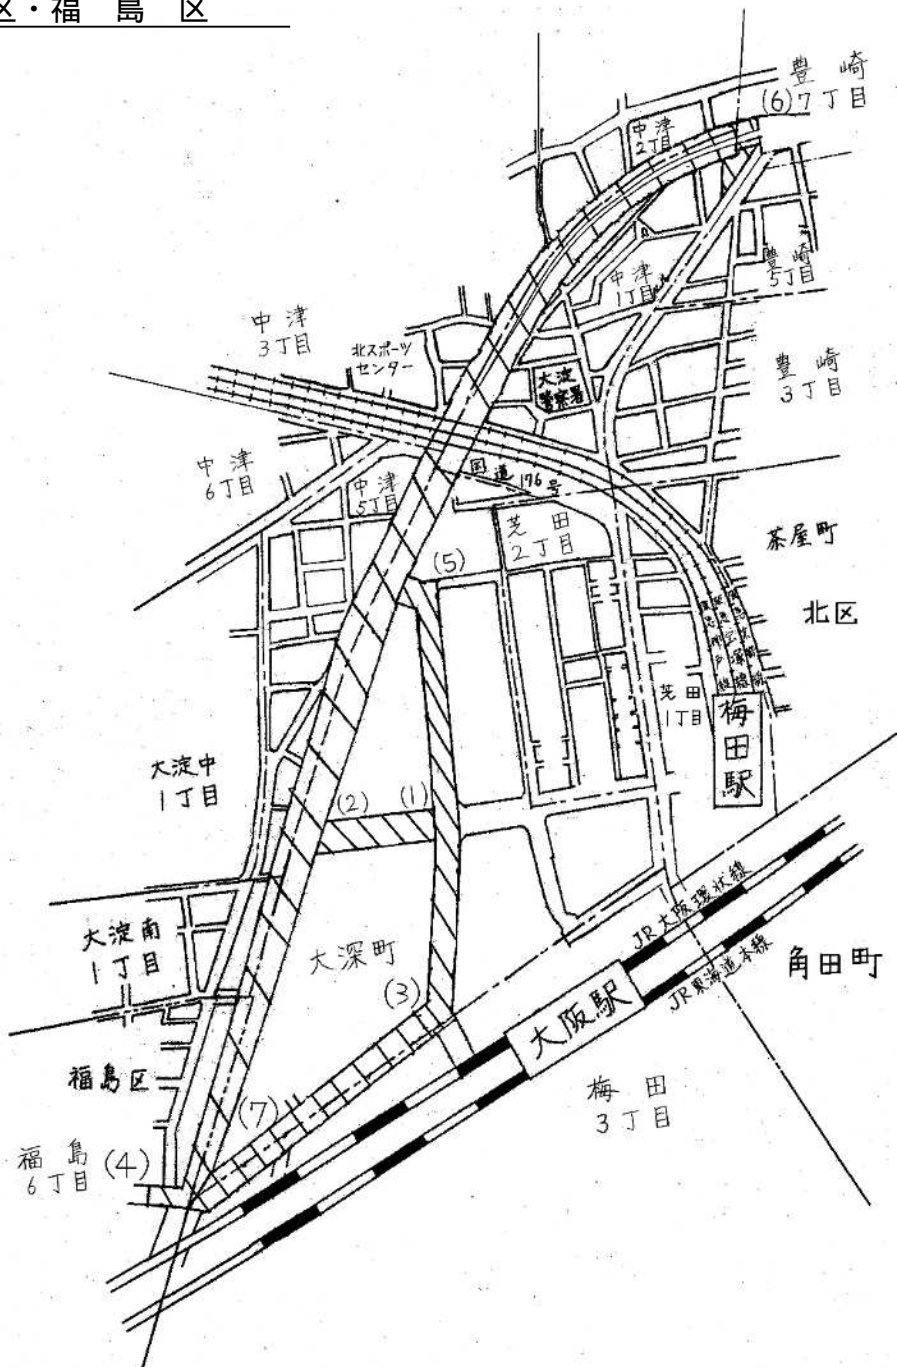 区・福島区
豊崎
(6)7丁目
中津
2丁目
豊崎
5丁目
中津
1丁目
中津
3丁目
北スポーツ
センター
大淀
警察署
豊崎
3丁目
中津
6丁目
中津
5丁目
国道176号
芝田
2丁目
茶屋町
(5)
北区
芝田
1丁目
梅田駅
大淀中
1丁目
(2)
(1)
JR大阪環状線
大淀南
1丁目
大深町
角田町
JR東海道本線
(3)
大阪駅
福島区
梅田
3丁目
(7)
福島
6丁目
(4)